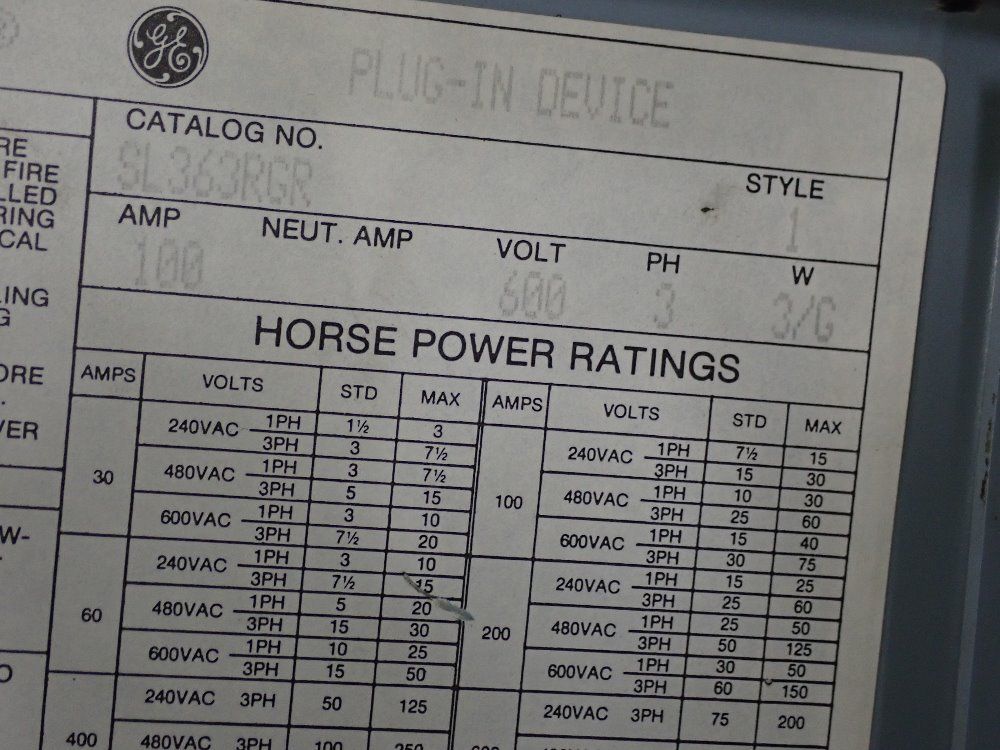 ®
GE
PLUG-IN DEVICE
CATALOG NO.
SL363RGR
STYLE
1
AMP NEUT. AMP VOLT PH W
100 600 3 3/G
RE
FIRE
LLED
RING
CAL
LING
G
ORE
.
VER
W-
O
HORSE POWER RATINGS
AMPS VOLTS STD MAX AMPS VOLTS STD MAX
30
240VAC 1PH 1½ 3
3PH 3 7½
480VAC 1PH 3 7½
3PH 5 15
600VAC 1PH 3 10
3PH 7½ 20
60
240VAC 1PH 3 10
3PH 7½ 15
480VAC 1PH 5 20
3PH 15 30
600VAC 1PH 10 25
3PH 15 50
400
240VAC 3PH 50 125
480VAC 3PH 100 250
100
240VAC 1PH 7½ 15
3PH 15 30
480VAC 1PH 10 30
3PH 25 60
600VAC 1PH 15 40
3PH 30 75
200
240VAC 1PH 15 25
3PH 25 60
480VAC 1PH 25 50
3PH 50 125
600VAC 1PH 30 50
3PH 60 150
240VAC 3PH 75 200